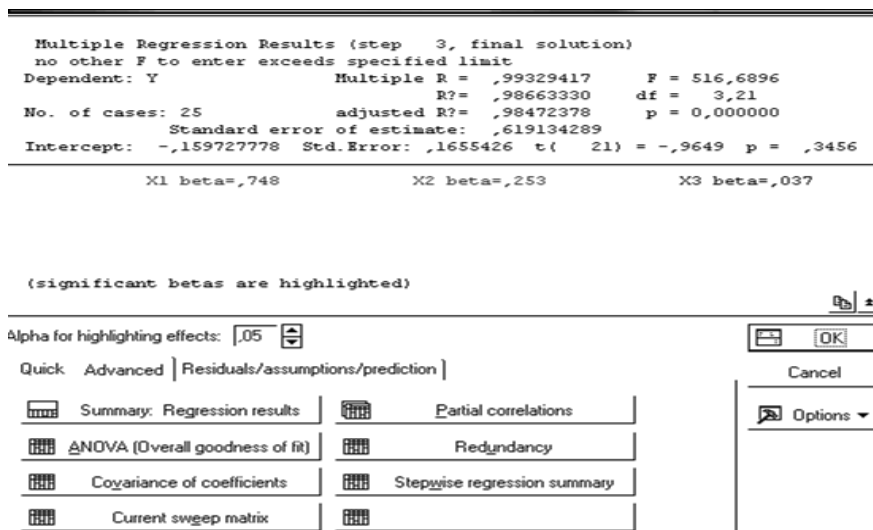 Multiple Regression Results (step 3, final solution)
no other F to enter exceeds specified limit
Dependent: Y Multiple R = ,99329417 F = 516,6896
R?= ,98663330 df = 3,21
No. of cases: 25 adjusted R?= ,98472378 p = 0,000000
Standard error of estimate: ,619134289
Intercept: -,159727778 Std.Error: ,1655426 t( 21) = -,9649 p = ,3456
X1 beta=,748 X2 beta=,253 X3 beta=,037
(significant betas are highlighted)
Alpha for highlighting effects: ,05
OK
Quick Advanced Residuals/assumptions/prediction
Cancel
Summary: Regression results Partial correlations
Options
ANOVA (Overall goodness of fit) Redundancy
Covariance of coefficients Stepwise regression summary
Current sweep matrix